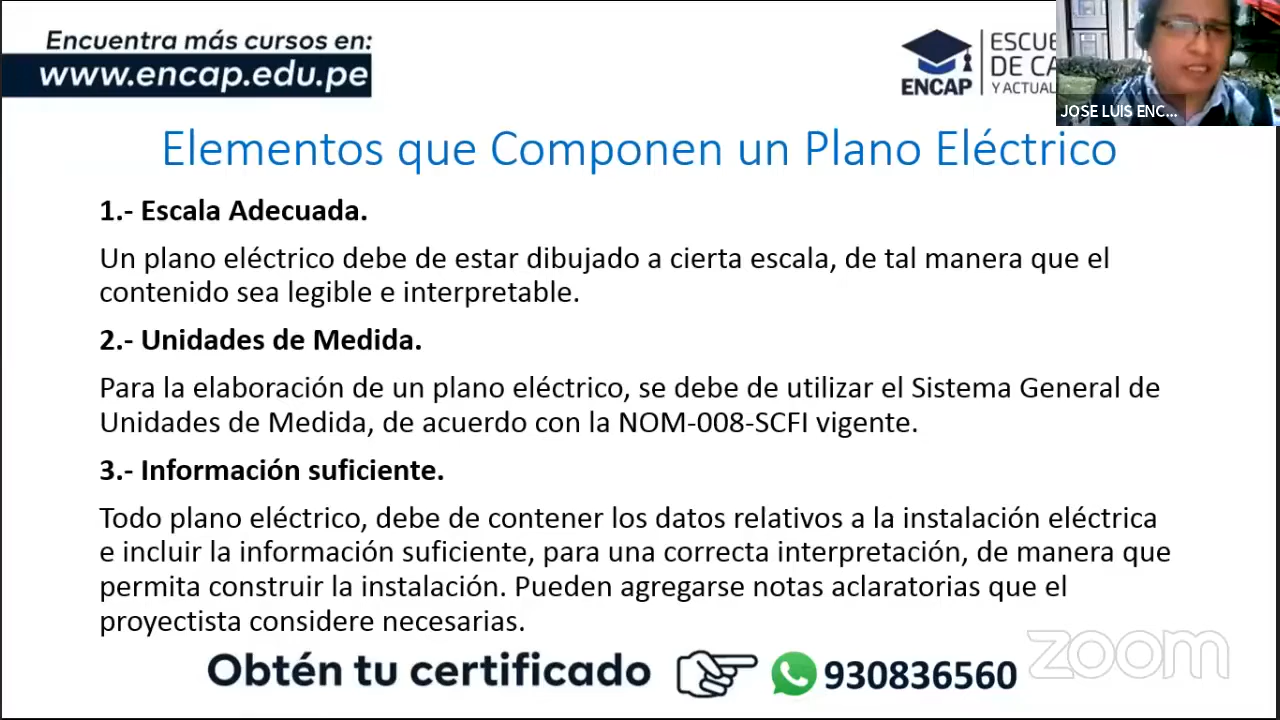 Encuentra más cursos en:
www.encap.edu.pe
ENCAP
ESCUE
DE CA
Y ACTUAL
JOSE LUIS ENC...
Elementos que Componen un Plano Eléctrico
1.- Escala Adecuada.
Un plano eléctrico debe de estar dibujado a cierta escala, de tal manera que el
contenido sea legible e interpretable.
2.- Unidades de Medida.
Para la elaboración de un plano eléctrico, se debe de utilizar el Sistema General de
Unidades de Medida, de acuerdo con la NOM-008-SCFI vigente.
3.- Información suficiente.
Todo plano eléctrico, debe de contener los datos relativos a la instalación eléctrica
e incluir la información suficiente, para una correcta interpretación, de manera que
permita construir la instalación. Pueden agregarse notas aclaratorias que el
proyectista considere necesarias.
zoom
Obtén tu certificado
930836560